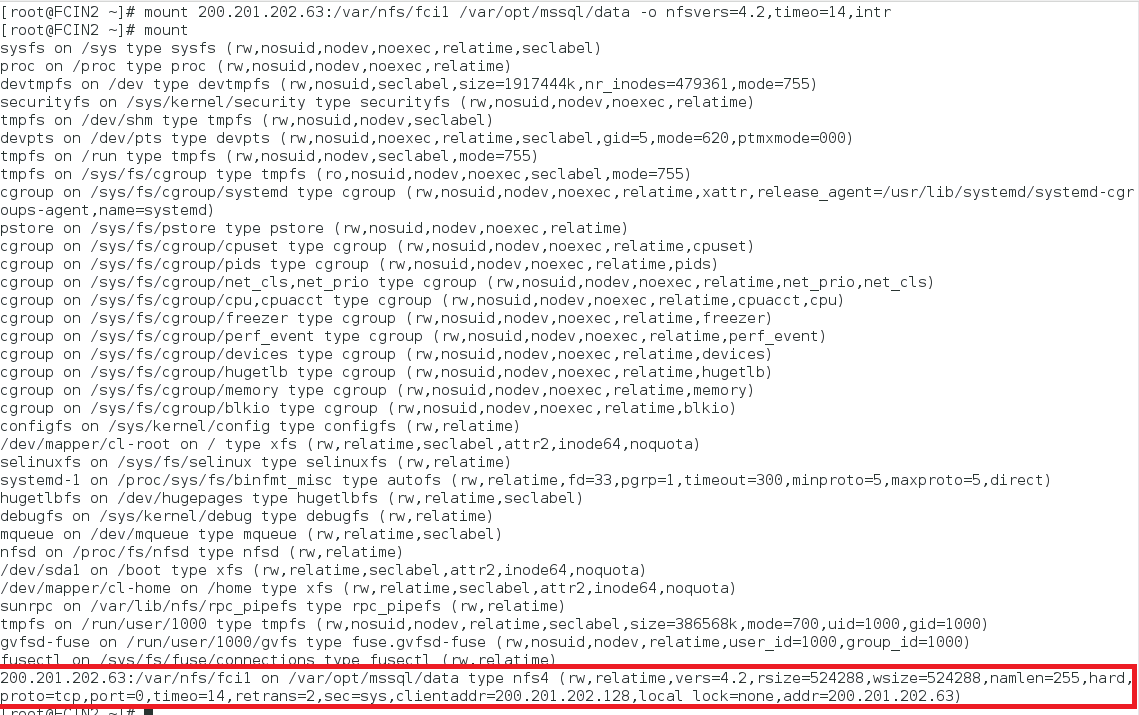 [root@FCIN2 ~]# mount 200.201.202.63:/var/nfs/fci1 /var/opt/mssql/data -o nfsvers=4.2,timeo=14,intr
[root@FCIN2 ~]# mount
sysfs on /sys type sysfs (rw,nosuid,nodev,noexec,relatime,seclabel)
proc on /proc type proc (rw,nosuid,nodev,noexec,relatime)
devtmpfs on /dev type devtmpfs (rw,nosuid,seclabel,size=1917444k,nr_inodes=479361,mode=755)
securityfs on /sys/kernel/security type securityfs (rw,nosuid,nodev,noexec,relatime)
tmpfs on /dev/shm type tmpfs (rw,nosuid,nodev,seclabel)
devpts on /dev/pts type devpts (rw,nosuid,noexec,relatime,seclabel,gid=5,mode=620,ptmxmode=000)
tmpfs on /run type tmpfs (rw,nosuid,nodev,seclabel,mode=755)
tmpfs on /sys/fs/cgroup type tmpfs (ro,nosuid,nodev,noexec,seclabel,mode=755)
cgroup on /sys/fs/cgroup/systemd type cgroup (rw,nosuid,nodev,noexec,relatime,xattr,release_agent=/usr/lib/systemd/systemd-cgr
oups-agent,name=systemd)
pstore on /sys/fs/pstore type pstore (rw,nosuid,nodev,noexec,relatime)
cgroup on /sys/fs/cgroup/cpuset type cgroup (rw,nosuid,nodev,noexec,relatime,cpuset)
cgroup on /sys/fs/cgroup/pids type cgroup (rw,nosuid,nodev,noexec,relatime,pids)
cgroup on /sys/fs/cgroup/net_cls,net_prio type cgroup (rw,nosuid,nodev,noexec,relatime,net_prio,net_cls)
cgroup on /sys/fs/cgroup/cpu,cpuacct type cgroup (rw,nosuid,nodev,noexec,relatime,cpuacct,cpu)
cgroup on /sys/fs/cgroup/freezer type cgroup (rw,nosuid,nodev,noexec,relatime,freezer)
cgroup on /sys/fs/cgroup/perf_event type cgroup (rw,nosuid,nodev,noexec,relatime,perf_event)
cgroup on /sys/fs/cgroup/devices type cgroup (rw,nosuid,nodev,noexec,relatime,devices)
cgroup on /sys/fs/cgroup/hugetlb type cgroup (rw,nosuid,nodev,noexec,relatime,hugetlb)
cgroup on /sys/fs/cgroup/memory type cgroup (rw,nosuid,nodev,noexec,relatime,memory)
cgroup on /sys/fs/cgroup/blkio type cgroup (rw,nosuid,nodev,noexec,relatime,blkio)
configfs on /sys/kernel/config type configfs (rw,relatime)
/dev/mapper/cl-root on / type xfs (rw,relatime,seclabel,attr2,inode64,noquota)
selinuxfs on /sys/fs/selinux type selinuxfs (rw,relatime)
systemd-1 on /proc/sys/fs/binfmt_misc type autofs (rw,relatime,fd=33,pgrp=1,timeout=300,minproto=5,maxproto=5,direct)
hugetlbfs on /dev/hugepages type hugetlbfs (rw,relatime,seclabel)
debugfs on /sys/kernel/debug type debugfs (rw,relatime)
mqueue on /dev/mqueue type mqueue (rw,relatime,seclabel)
nfsd on /proc/fs/nfsd type nfsd (rw,relatime)
/dev/sda1 on /boot type xfs (rw,relatime,seclabel,attr2,inode64,noquota)
/dev/mapper/cl-home on /home type xfs (rw,relatime,seclabel,attr2,inode64,noquota)
sunrpc on /var/lib/nfs/rpc_pipefs type rpc_pipefs (rw,relatime)
tmpfs on /run/user/1000 type tmpfs (rw,nosuid,nodev,relatime,seclabel,size=386568k,mode=700,uid=1000,gid=1000)
gvfsd-fuse on /run/user/1000/gvfs type fuse.gvfsd-fuse (rw,nosuid,nodev,relatime,user_id=1000,group_id=1000)
fusectl on /sys/fs/fuse/connections type fusectl (rw,relatime)
200.201.202.63:/var/nfs/fci1 on /var/opt/mssql/data type nfs4 (rw,relatime,vers=4.2,rsize=524288,wsize=524288,namlen=255,hard,
proto=tcp,port=0,timeo=14,retrans=2,sec=sys,clientaddr=200.201.202.128,local_lock=none,addr=200.201.202.63)
[root@FCIN2 ~]#